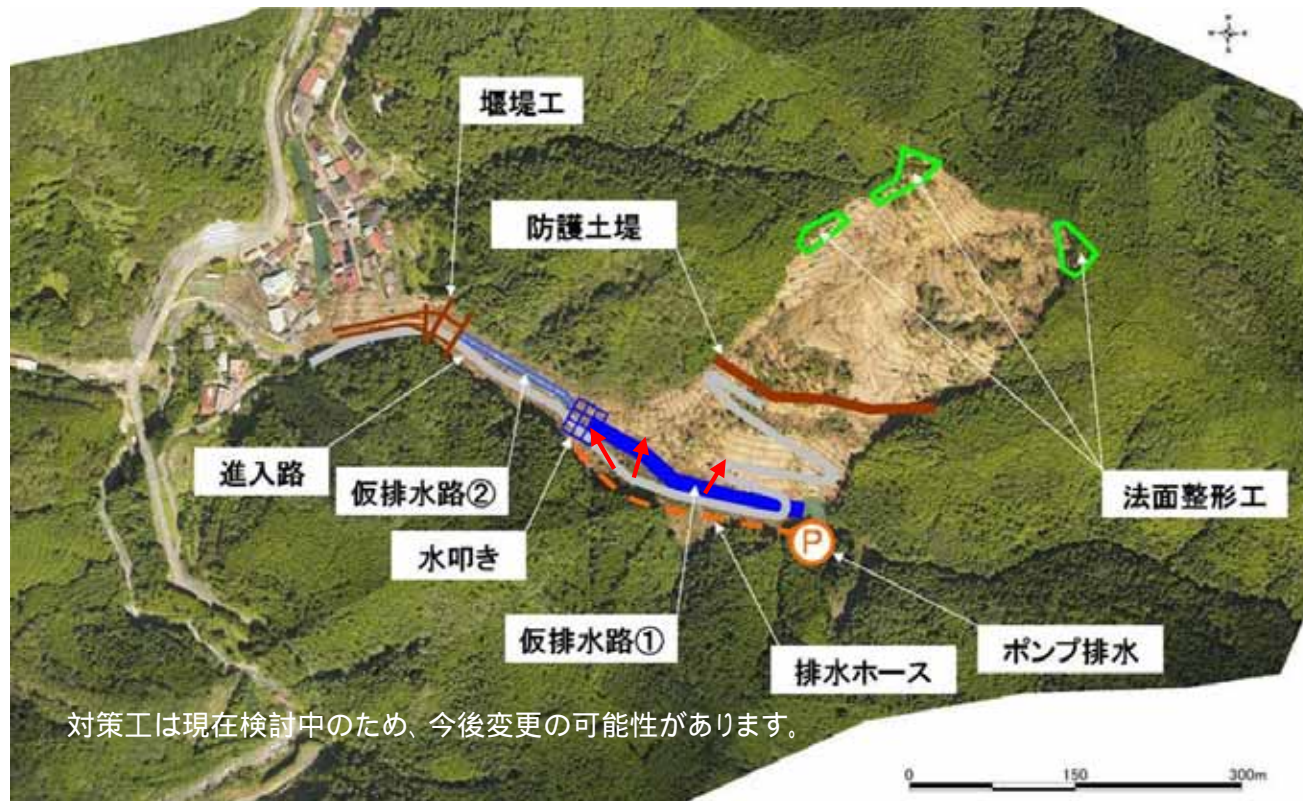 堰堤工
防護土堤
進入路
仮排水路②
水叩き
仮排水路①
排水ホース
ポンプ排水
法面整形工
P
対策工は現在検討中のため、今後変更の可能性があります。
0 150 300m